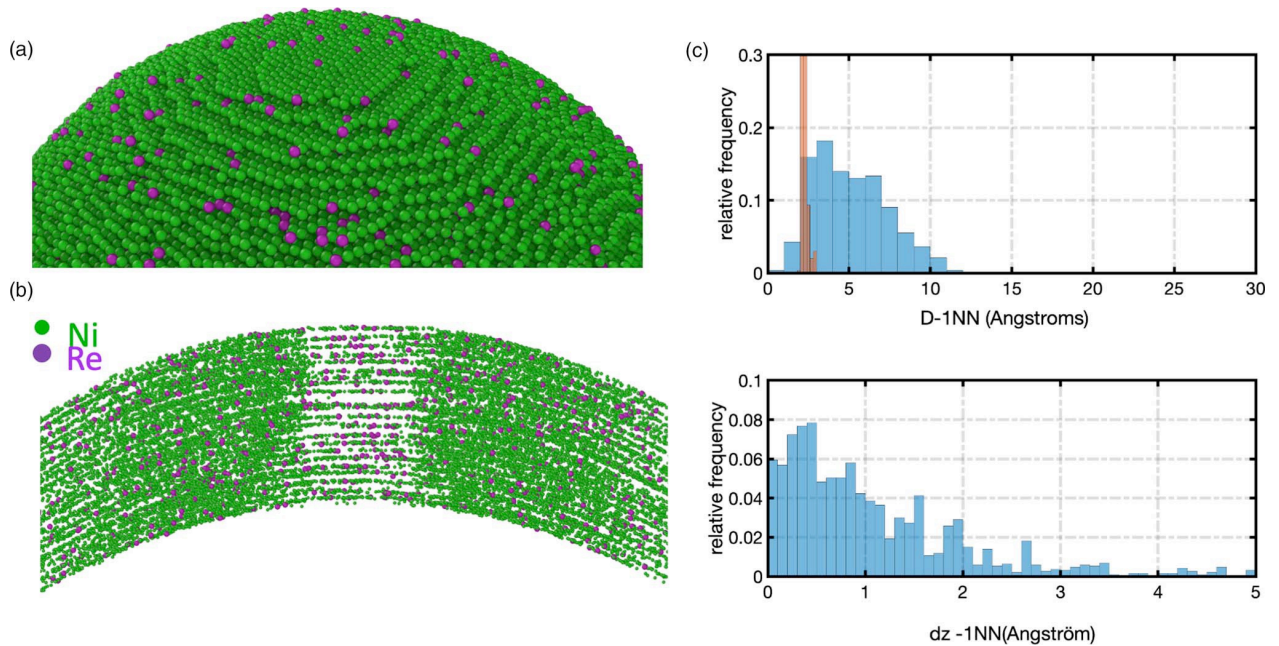 (a)
(b)
Ni
Re
(c)
0.3
0.2
0.1
0
relative frequency
0 5 10 15 20 25 30
D-1NN (Angstroms)
0.1
0.08
0.06
0.04
0.02
0
relative frequency
0 1 2 3 4 5
dz -1NN(Angström)